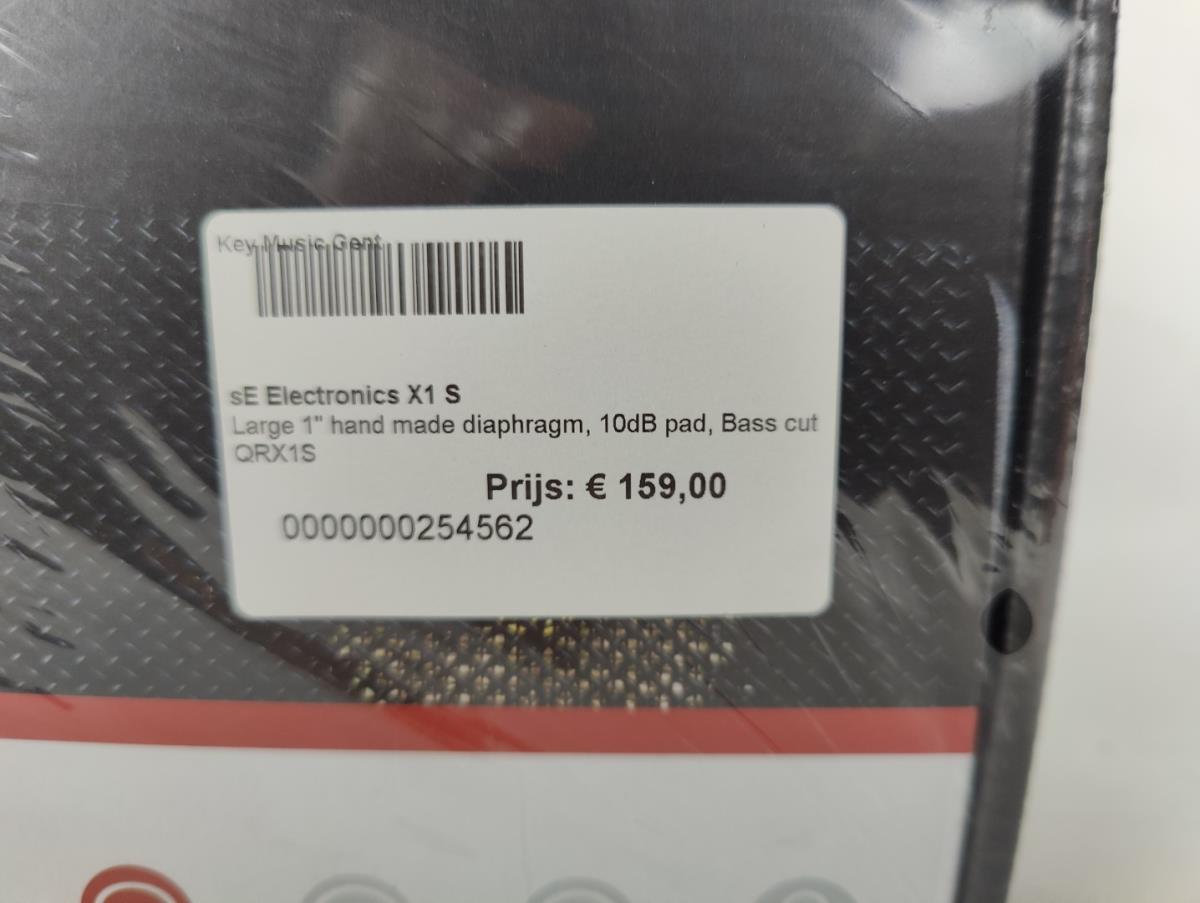 Key Music Gent
sE Electronics X1 S
Large 1" hand made diaphragm, 10dB pad, Bass cut
QRX1S
Prijs: € 159,00
0000000254562